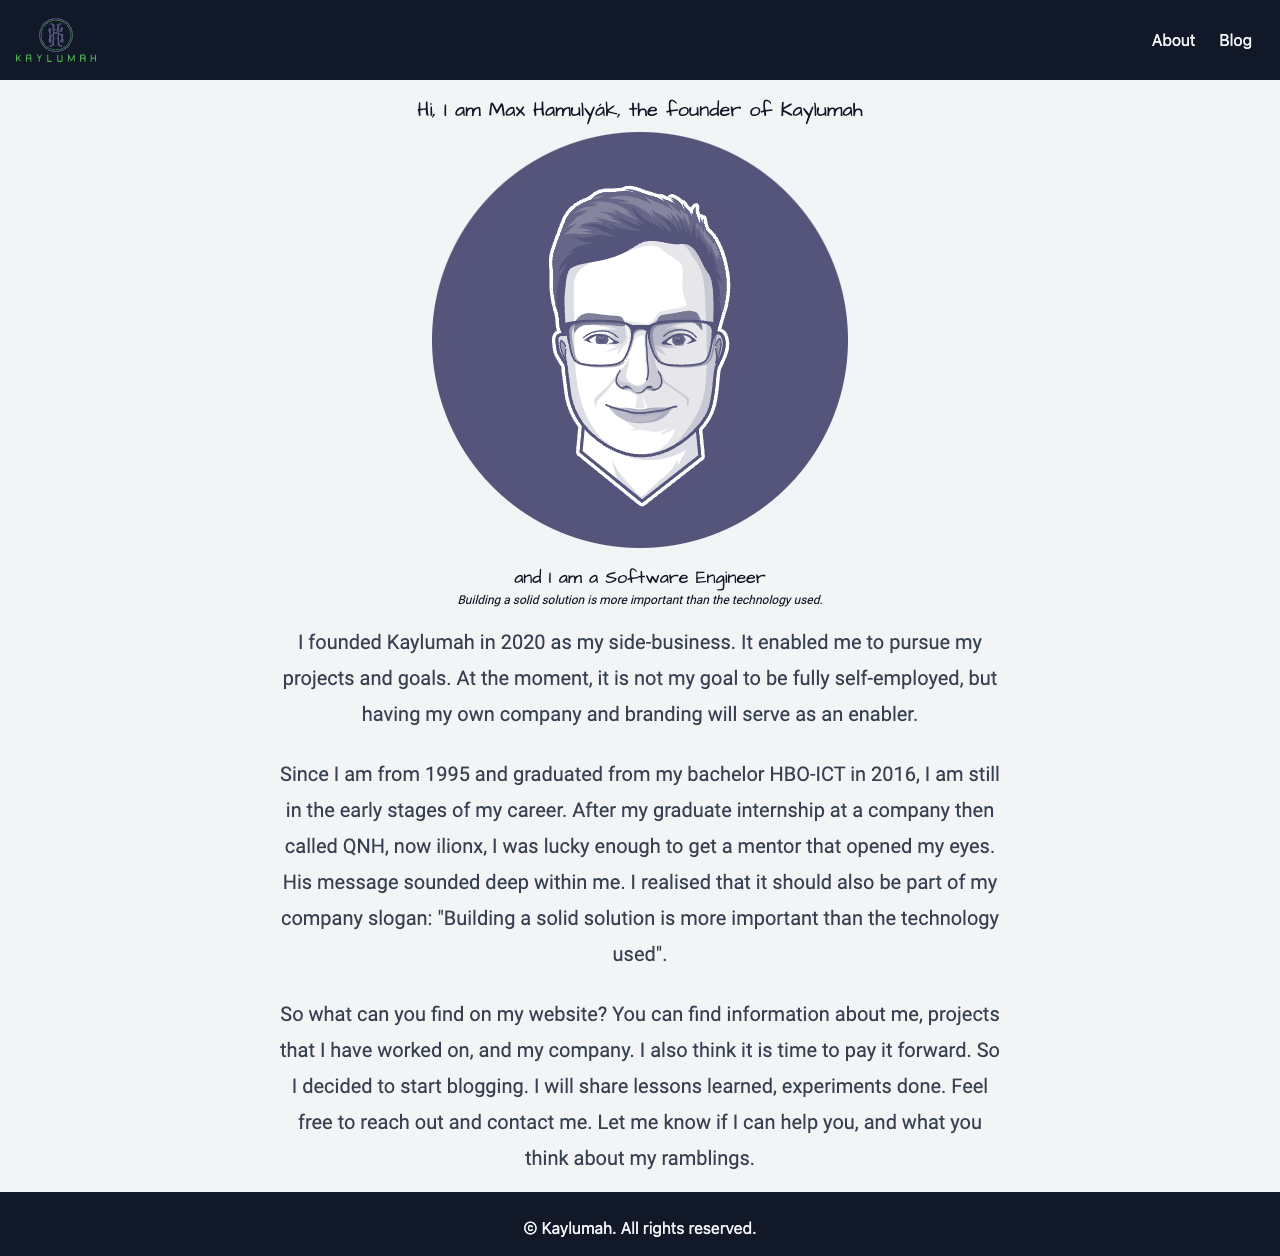 KAYLUMAH
About Blog
Hi, I am Max Hamulyák, the founder of Kaylumah
and I am a Software Engineer
Building a solid solution is more important than the technology used.
I founded Kaylumah in 2020 as my side-business. It enabled me to pursue my
projects and goals. At the moment, it is not my goal to be fully self-employed, but
having my own company and branding will serve as an enabler.
Since I am from 1995 and graduated from my bachelor HBO-ICT in 2016, I am still
in the early stages of my career. After my graduate internship at a company then
called QNH, now ilionx, I was lucky enough to get a mentor that opened my eyes.
His message sounded deep within me. I realised that it should also be part of my
company slogan: "Building a solid solution is more important than the technology
used".
So what can you find on my website? You can find information about me, projects
that I have worked on, and my company. I also think it is time to pay it forward. So
I decided to start blogging. I will share lessons learned, experiments done. Feel
free to reach out and contact me. Let me know if I can help you, and what you
think about my ramblings.
© Kaylumah. All rights reserved.